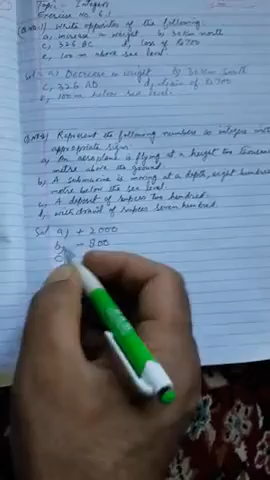 Topic:- Integers
Exercise No. 6.1
Q.No:-1 Write opposites of the following:
a, increase in weight b, 30 km north
c, 326 BC d, loss of Rs 700
e, 100 m above sea level.
Sol:- a) Decrease in weight b) 30 km South
c, 326 AD d, Gain of Rs 700
e, 100 m below sea level.
Q.No:-2 Represent the following numbers as integers with
appropriate signs.
a, An aeroplane is flying at a height two thousand
metre above the ground.
b, A submarine is moving at a depth, eight hundred
metre below the sea level.
c, A deposit of rupees two hundred.
d, withdrawl of rupees seven hundred.
Sol a) + 2000
b, - 800
c,